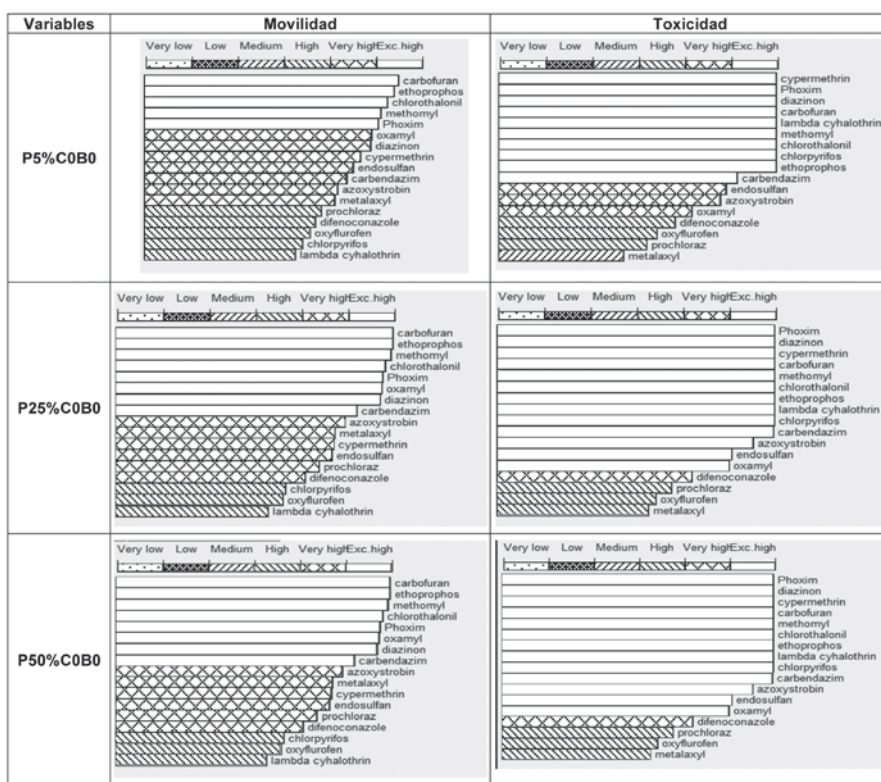 Variables Movilidad Toxicidad
P5%C0B0
Very low Low Medium High Very high Exc.high
carbofuran
ethoprophos
chlorothalonil
methomyl
Phoxim
oxamyl
diazinon
cypermethrin
endosulfan
carbendazim
azoxystrobin
metalaxyl
prochloraz
difenoconazole
oxyflurofen
chlorpyrifos
lambda cyhalothrin
Very low Low Medium High Very high Exc.high
cypermethrin
Phoxim
diazinon
carbofuran
lambda cyhalothrin
methomyl
chlorothalonil
chlorpyrifos
ethoprophos
carbendazim
endosulfan
azoxystrobin
oxamyl
difenoconazole
oxyflurofen
prochloraz
metalaxyl
P25%C0B0
Very low Low Medium High Very high Exc.high
carbofuran
ethoprophos
methomyl
chlorothalonil
Phoxim
oxamyl
diazinon
carbendazim
azoxystrobin
metalaxyl
cypermethrin
endosulfan
prochloraz
difenoconazole
chlorpyrifos
oxyflurofen
lambda cyhalothrin
Very low Low Medium High Very high Exc.high
Phoxim
diazinon
cypermethrin
carbofuran
methomyl
chlorothalonil
ethoprophos
lambda cyhalothrin
chlorpyrifos
carbendazim
azoxystrobin
endosulfan
oxamyl
difenoconazole
prochloraz
oxyflurofen
metalaxyl
P50%C0B0
Very low Low Medium High Very high Exc.high
carbofuran
ethoprophos
methomyl
chlorothalonil
Phoxim
oxamyl
diazinon
carbendazim
azoxystrobin
metalaxyl
cypermethrin
endosulfan
prochloraz
difenoconazole
chlorpyrifos
oxyflurofen
lambda cyhalothrin
Very low Low Medium High Very high Exc.high
Phoxim
diazinon
cypermethrin
carbofuran
methomyl
chlorothalonil
ethoprophos
lambda cyhalothrin
chlorpyrifos
carbendazim
azoxystrobin
endosulfan
oxamyl
difenoconazole
prochloraz
oxyflurofen
metalaxyl